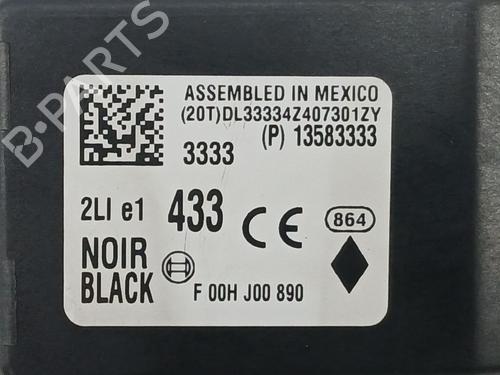 B-PARTS
ASSEMBLED IN MEXICO
(20T)DL33334Z407301ZY
(P) 13583333
3333
2LI e1 433 CE 864
NOIR
BLACK F 00H J00 890